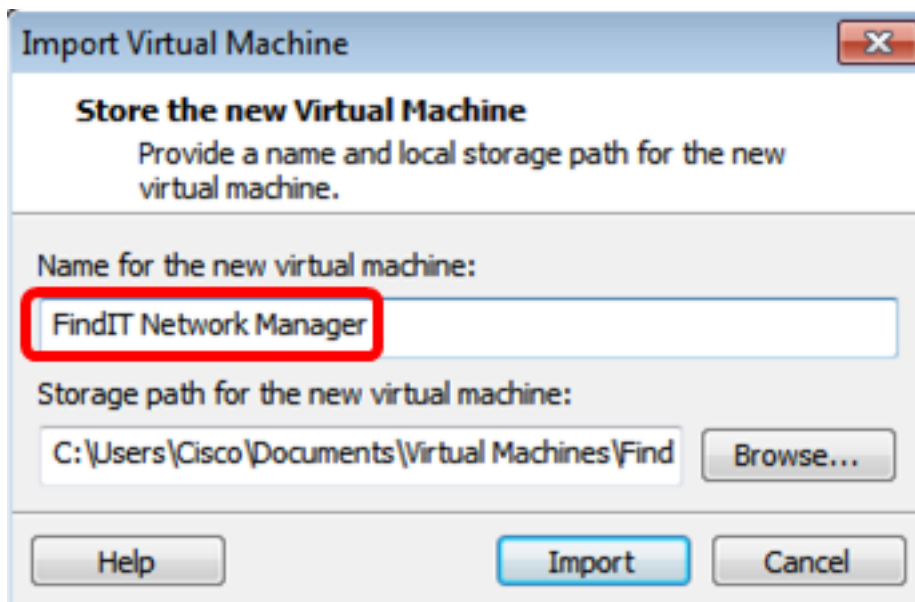 Import Virtual Machine
Store the new Virtual Machine
Provide a name and local storage path for the new
virtual machine.
Name for the new virtual machine:
FindIT Network Manager
Storage path for the new virtual machine:
C:\Users\Cisco\Documents\Virtual Machines\Find
Browse...
Help
Import
Cancel